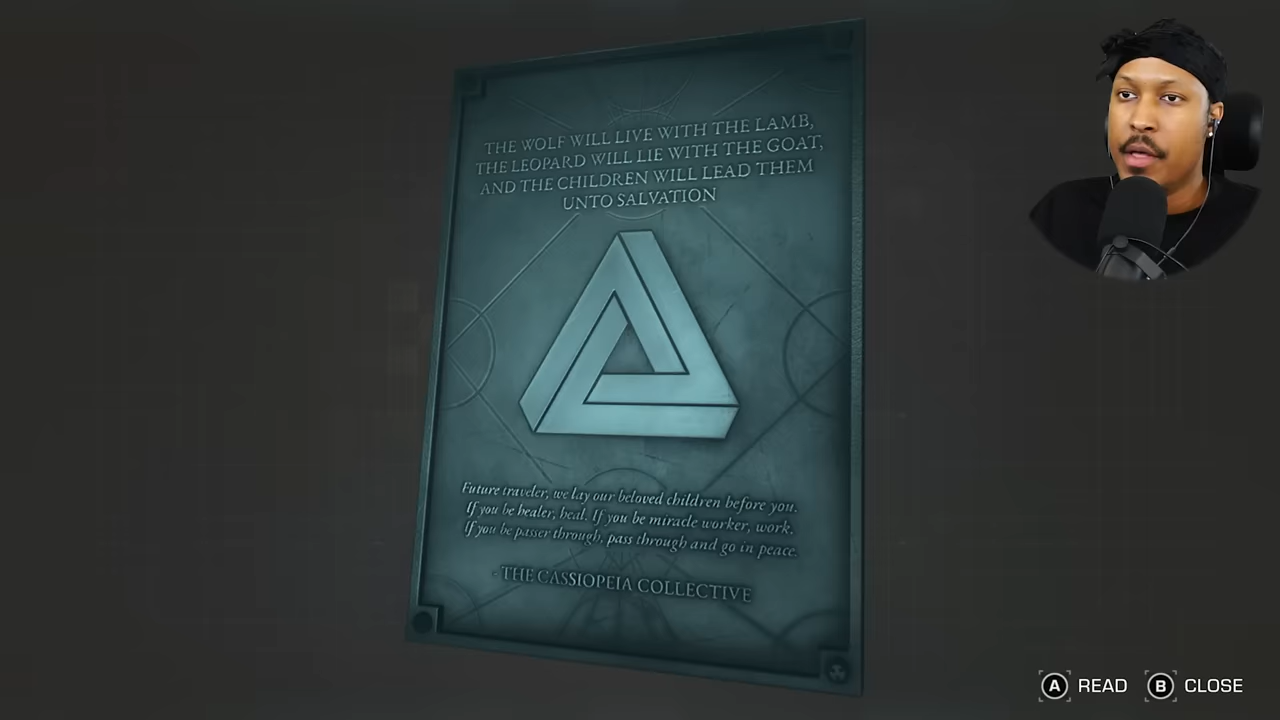 THE WOLF WILL LIVE WITH THE LAMB,
THE LEOPARD WILL LIE WITH THE GOAT,
AND THE CHILDREN WILL LEAD THEM
UNTO SALVATION
Future traveler, we lay our beloved children before you.
If you be healer, heal. If you be miracle worker, work.
If you be passer through, pass through and go in peace.
- THE CASSIOPEIA COLLECTIVE
A READ B CLOSE